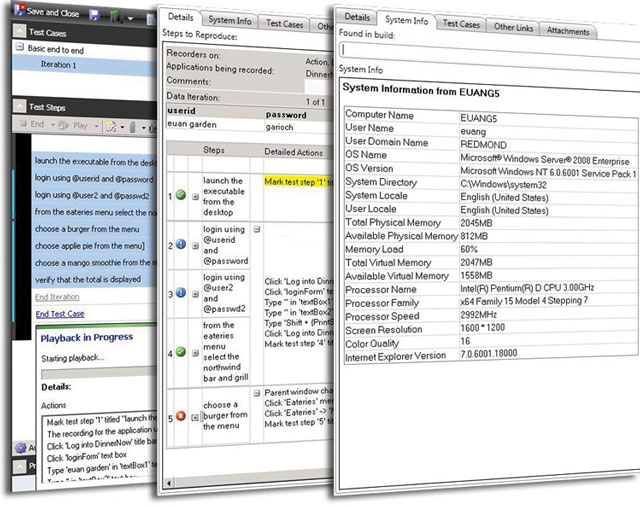 Save and Close
Test Cases
Basic end to end
Iteration 1
Test Steps
End
Play
launch the executable from the deskt
login using @userid and @password
login using @user2 and @passwd2
from the eateries menu select the no
choose a burger from the menu
choose applie pie from the menu]
choose a mango smoothie from the m
verify that the total is displayed
End Iteration
End Test Case
Playback in Progress
Starting playback...
Details:
Actions
Mark test step '1' titled "launch the
The recording for the application u
Click 'Log into DinnerNow' title bar
Click 'loginForm' text box
Type 'euan garden' in 'textBox1' te
Details
System Info
Test Cases
Othe
Steps to Reproduce:
Recorders on:
Action, E
Applications being recorded:
DinnerN
Comments:
Data Iteration:
1 of 1
userid
password
euan garden
garioch
Steps
Detailed Actions
1
launch the executable from the desktop
Mark test step '1' titl
2
login using @userid and @password
3
login using @user2 and @passwd2
Click 'Log into Dinne
Click 'loginForm' tex
Type '' in 'textBox1'
Type '' in 'textBox2'
Type 'Shift + (PrintS
Click 'Log into Dinne
Mark test step '4' titl
4
from the eateries menu select the northwind bar and grill
5
choose a burger from the menu
Parent window cha
Click 'Eateries' men
Click 'Eateries' -> 'N
Mark test step '5' tit
Details
System Info
Test Cases
Other Links
Attachments
Found in build:
System Info
System Information from EUANG5
Computer Name EUANG5
User Name euang
User Domain Name REDMOND
OS Name Microsoft® Windows Server® 2008 Enterprise
OS Version Microsoft Windows NT 6.0.6001 Service Pack 1
System Directory C:\Windows\system32
System Locale English (United States)
User Locale English (United States)
Total Physical Memory 2045MB
Available Physical Memory 812MB
Memory Load 60%
Total Virtual Memory 2047MB
Available Virtual Memory 1558MB
Processor Name Intel(R) Pentium(R) D CPU 3.00GHz
Processor Family x64 Family 15 Model 4 Stepping 7
Processor Speed 2992MHz
Screen Resolution 1600 * 1200
Color Quality 16
Internet Explorer Version 7.0.6001.18000